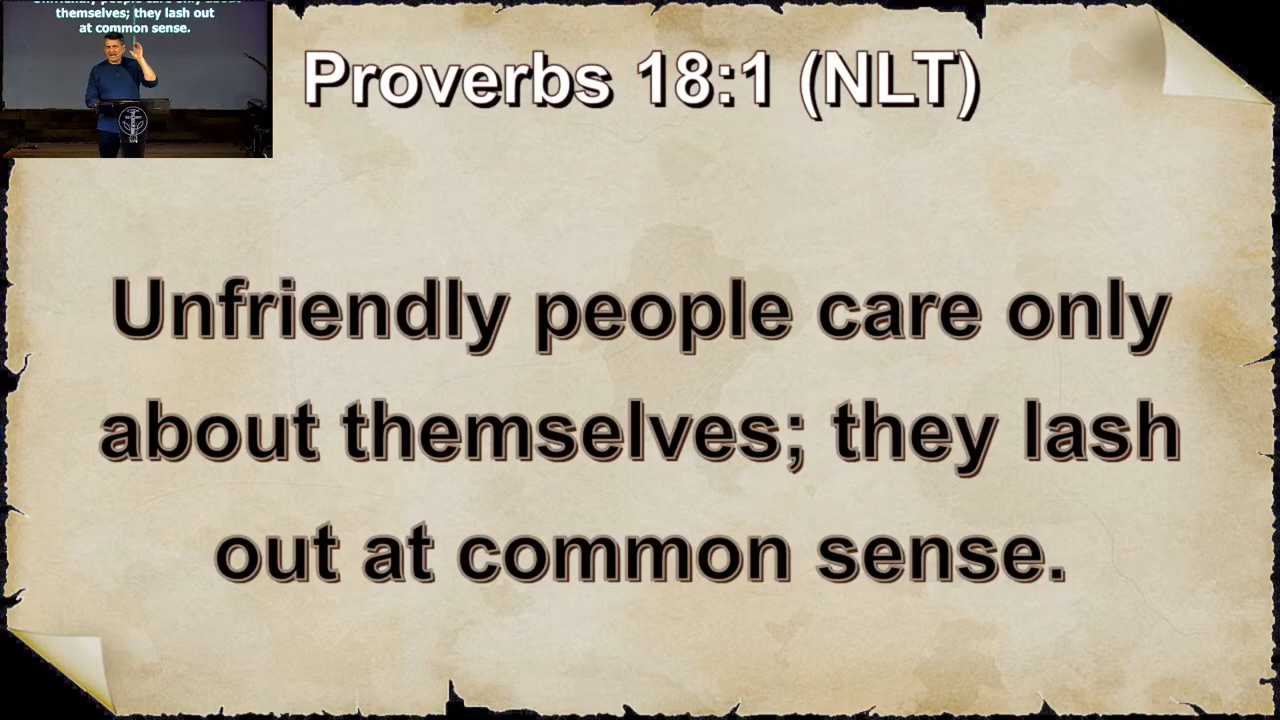 themselves; they lash out
at common sense.
Proverbs 18:1 (NLT)
Unfriendly people care only
about themselves; they lash
out at common sense.